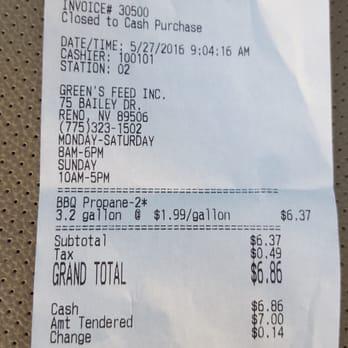 INVOICE# 30500
Closed to Cash Purchase
DATE/TIME: 5/27/2016 9:04:16 AM
CASHIER: 100101
STATION: 02
GREEN'S FEED INC.
75 BAILEY DR.
RENO, NV 89506
(775)323-1502
MONDAY-SATURDAY
8AM-6PM
SUNDAY
10AM-5PM
BBQ Propane-2*
3.2 gallon @ $1.99/gallon $6.37
Subtotal $6.37
Tax $0.49
GRAND TOTAL $6.86
Cash $6.86
Amt Tendered $7.00
Change $0.14